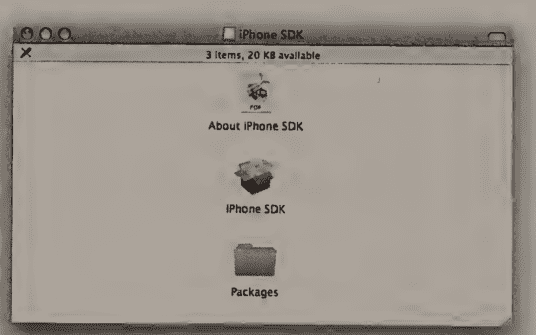 iPhone SDK
3 items, 20 KB available
PDF
About iPhone SDK
iPhone SDK
Packages